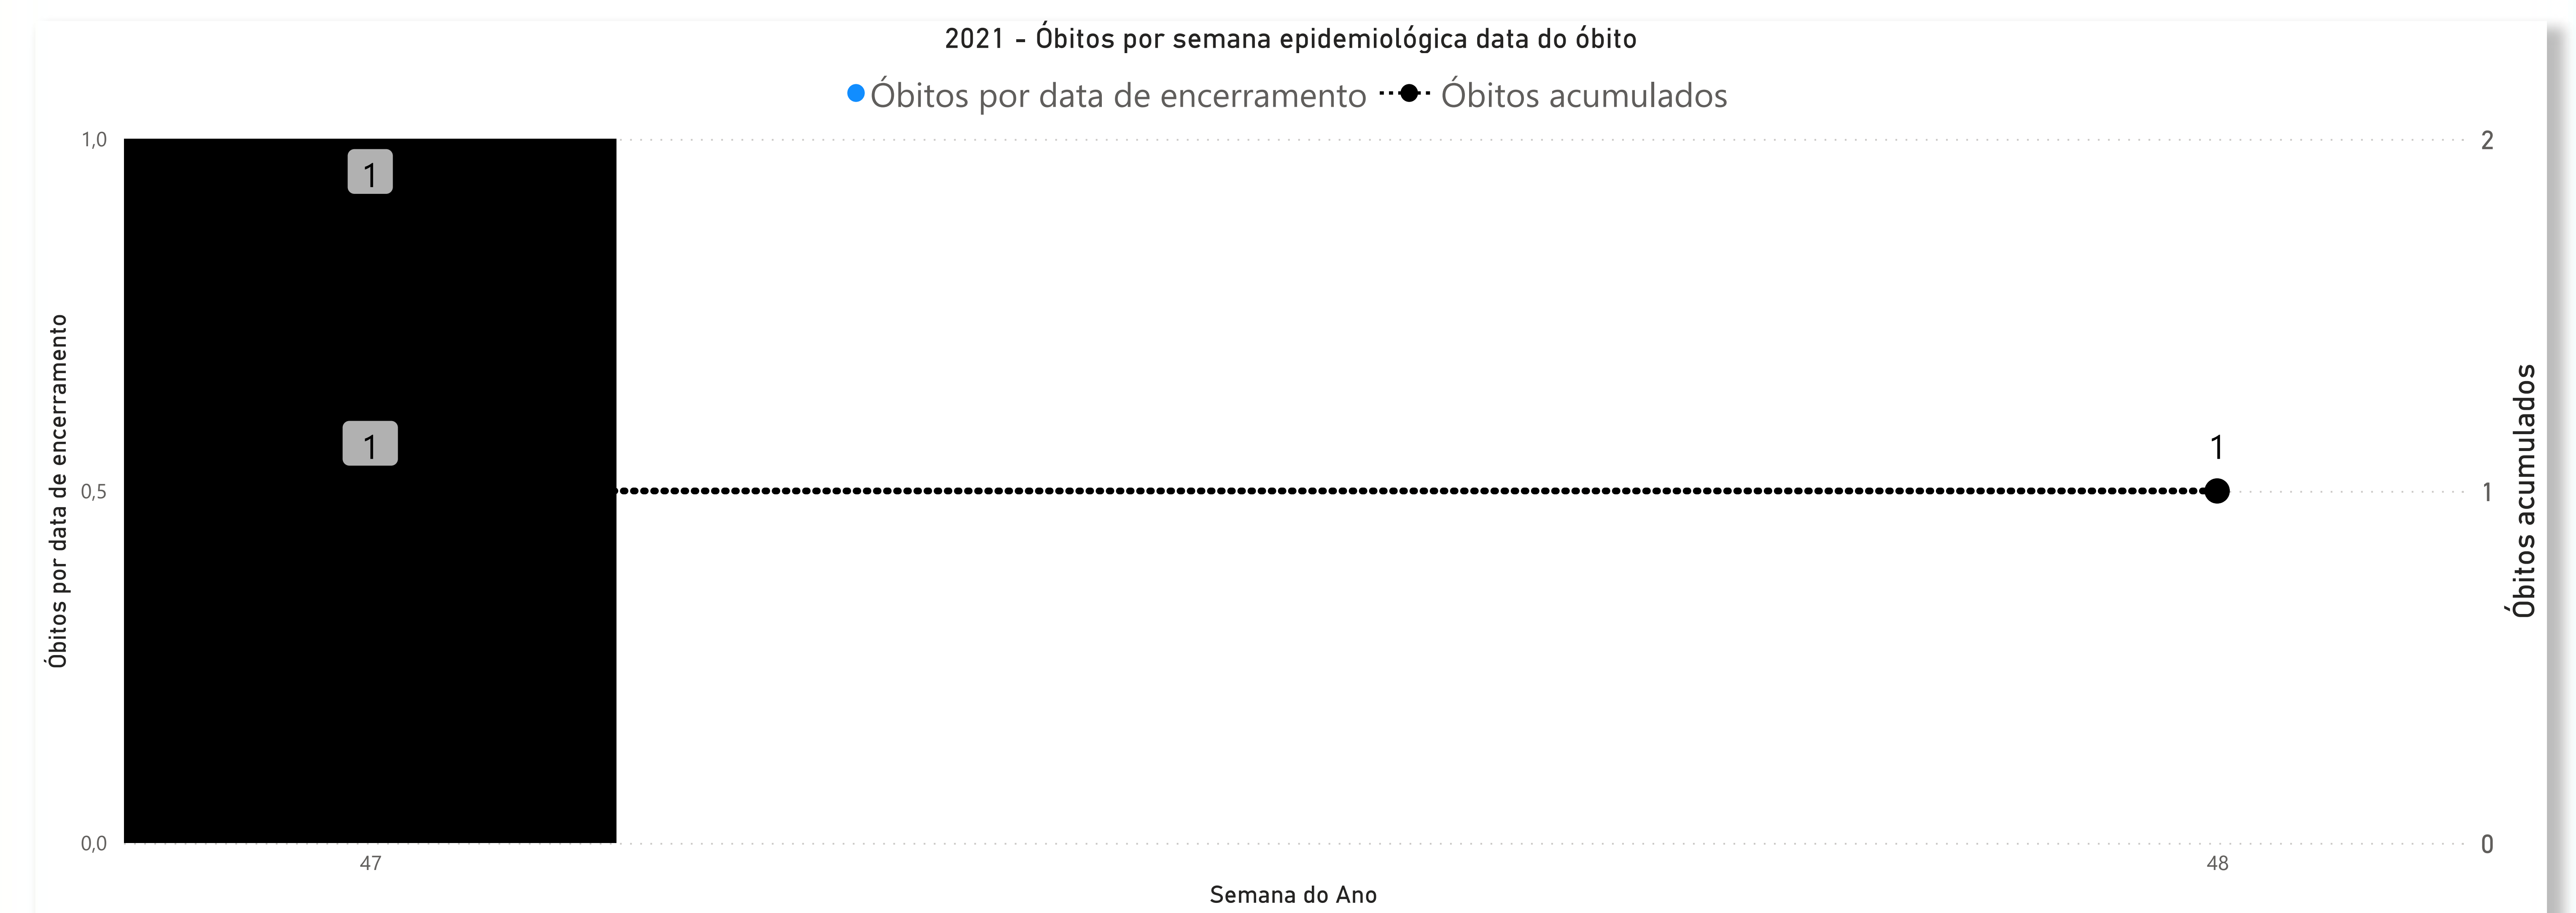 2021 - Óbitos por semana epidemiológica data do óbito
Óbitos por data de encerramento Óbitos acumulados
1,0
2
1
Óbitos por data de encerramento
1
1
0,5
1
Óbitos acumulados
0,0
0
47
48
Semana do Ano